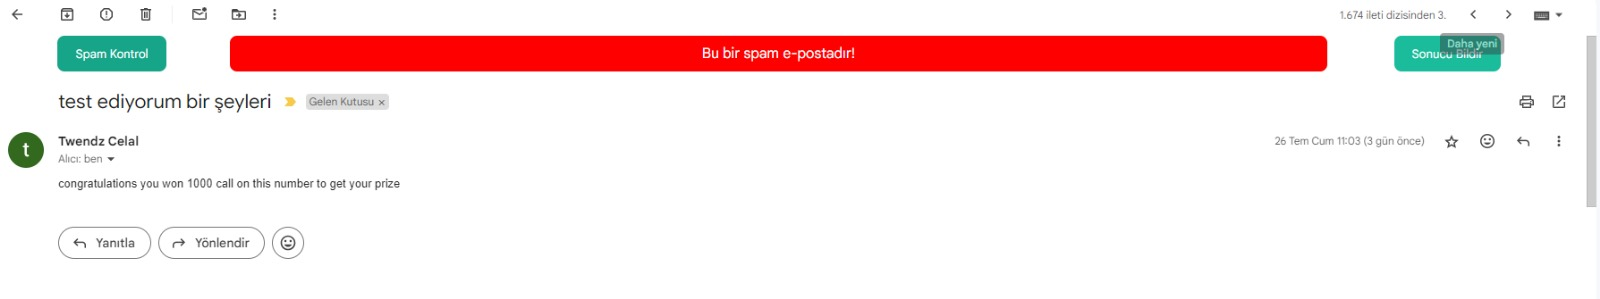 1.674 ileti dizisinden 3.
Spam Kontrol
Bu bir spam e-postadır!
Daha yeni
Sonucu Bildir
test ediyorum bir şeyleri
Gelen Kutusu x
t
Twendz Celal
26 Tem Cum 11:03 (3 gün önce)
Alıcı: ben
congratulations you won 1000 call on this number to get your prize
Yanıtla
Yönlendir